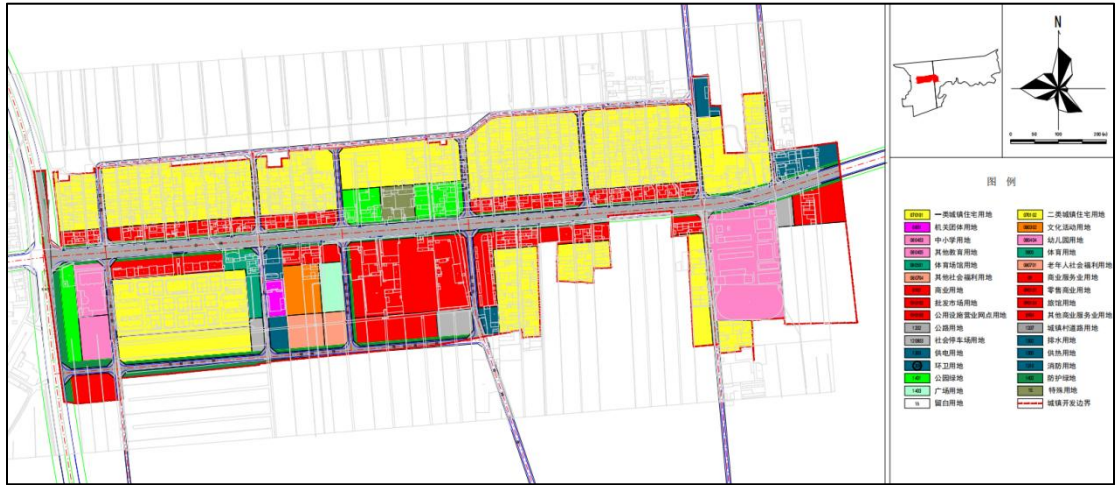 N
0 50 100 200(m)
图 例
一类城镇住宅用地 二类城镇住宅用地
机关团体用地 文化活动用地
中小学用地 幼儿园用地
其他教育用地 体育用地
体育场馆用地 老年人社会福利用地
其他社会福利用地 商业服务业用地
商业用地 零售商业用地
批发市场用地 旅馆用地
公用设施营业网点用地 其他商业服务业用地
公路用地 城镇村道路用地
社会停车场用地 排水用地
供电用地 供热用地
环卫用地 消防用地
公园绿地 防护绿地
广场用地 特殊用地
留白用地 城镇开发边界